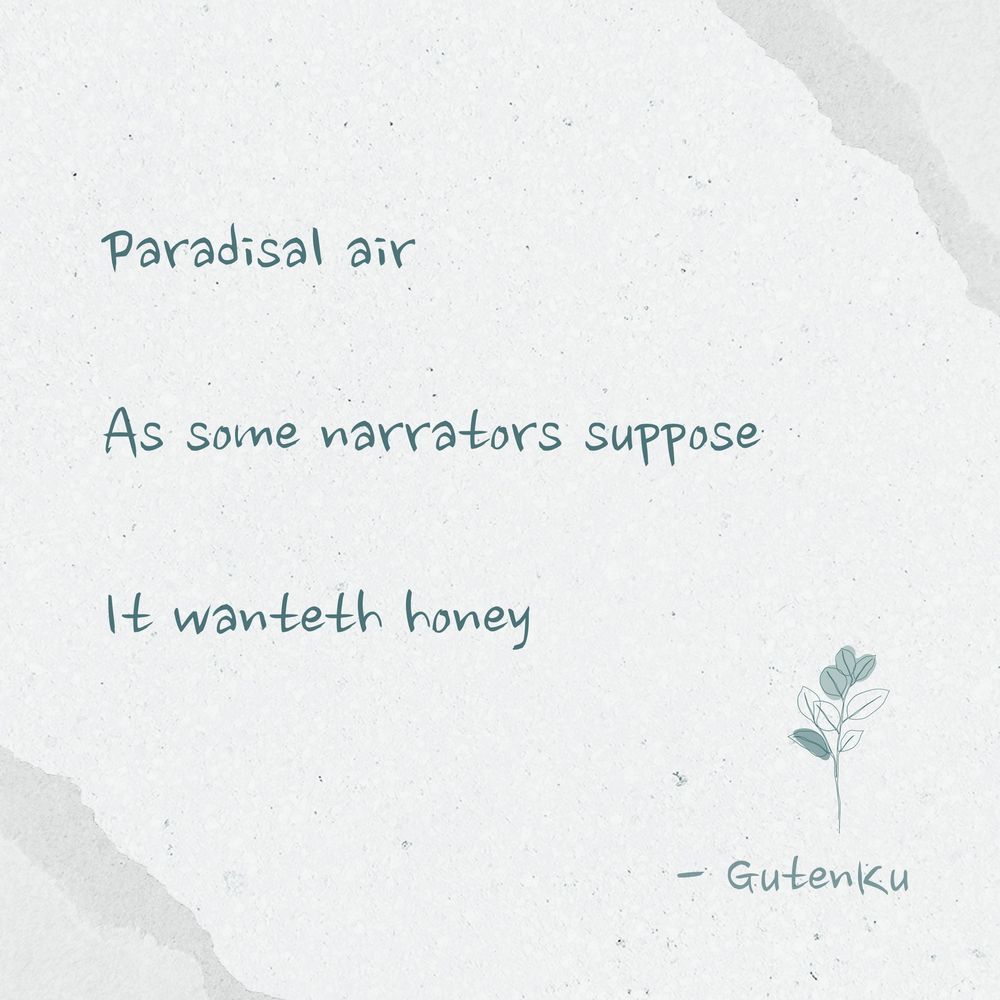 Paradisal air
As some narrators suppose
It wanteth honey
- GutenKu